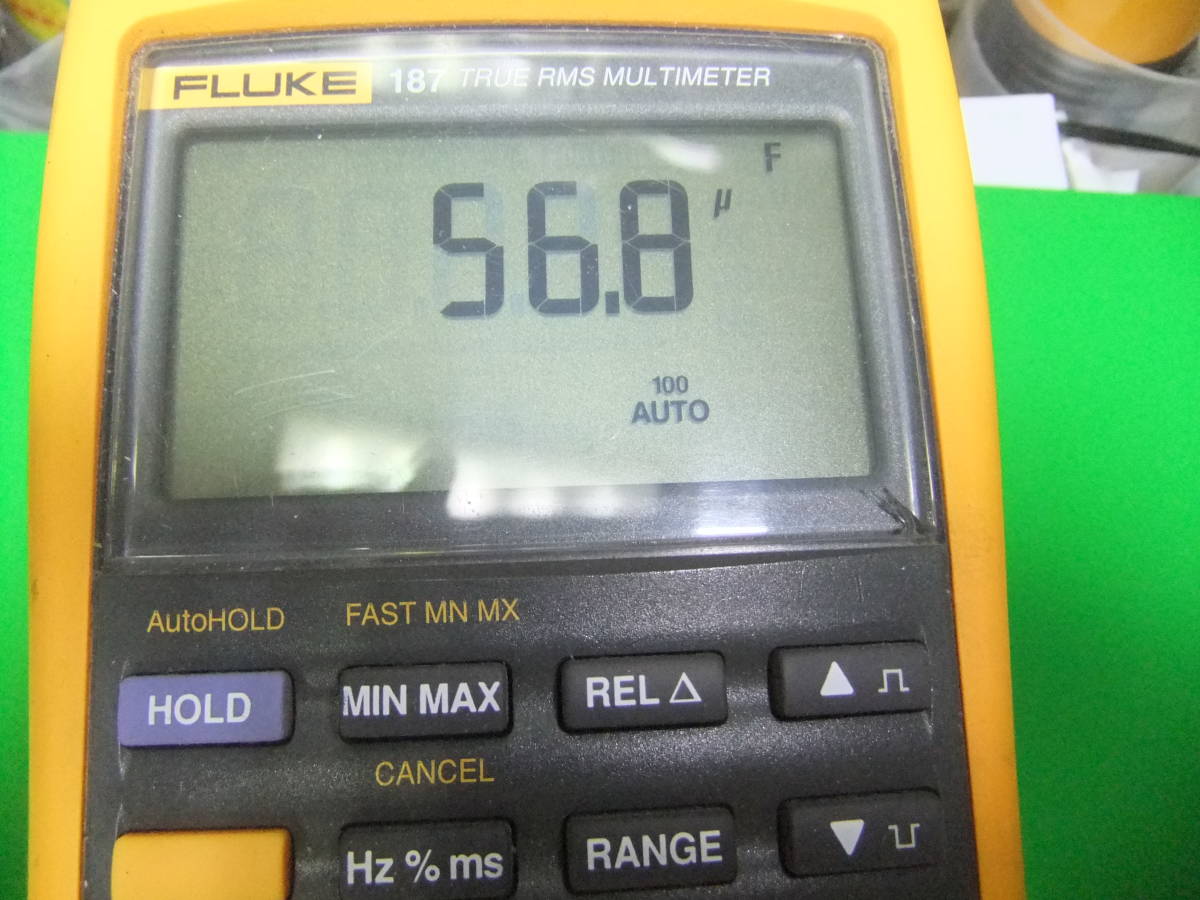 FLUKE 187 TRUE RMS MULTIMETER
F
56.8 µ
100
AUTO
AutoHOLD FAST MN MX
HOLD MIN MAX REL △ ▲ ⎍
CANCEL
Hz % ms RANGE ▼